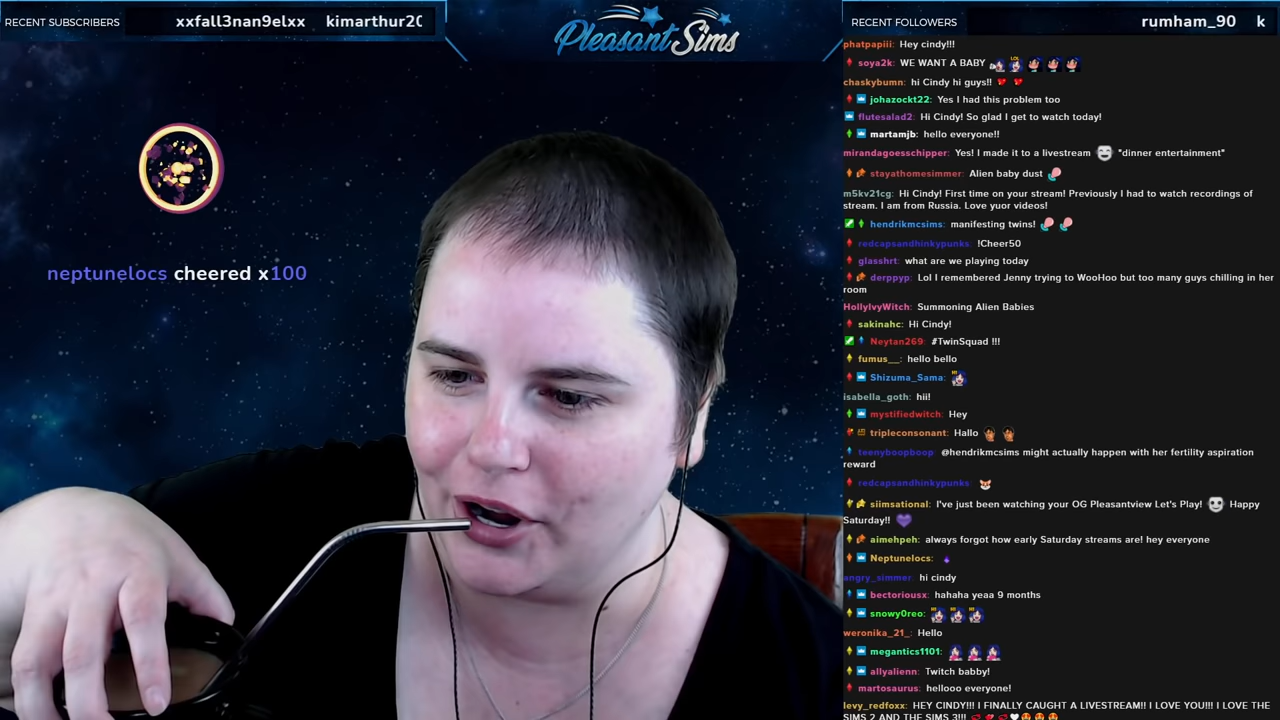 RECENT SUBSCRIBERS xxfall3nan9elxx kimarthur20
PleasantSims
RECENT FOLLOWERS rumham_90 k
neptunelocs cheered x100
phatpapiii: Hey cindy!!!
soya2k: WE WANT A BABY
chaskybumn: hi Cindy hi guys!!
johazockt22: Yes I had this problem too
flutesalad2: Hi Cindy! So glad I get to watch today!
martamjb: hello everyone!!
mirandagoesschipper: Yes! I made it to a livestream *dinner entertainment*
stayathomesimmer: Alien baby dust
m5kv21cg: Hi Cindy! First time on your stream! Previously I had to watch recordings of
stream. I am from Russia. Love yuor videos!
hendrikmcsims: manifesting twins!
redcapsandhinkypunks: !Cheer50
glasshrt: what are we playing today
derppyp: Lol I remembered Jenny trying to WooHoo but too many guys chilling in her
room
HollyIvyWitch: Summoning Alien Babies
sakinahc: Hi Cindy!
Neytan269: #TwinSquad !!!
fumus__: hello bello
Shizuma_Sama:
isabella_goth: hii!
mystifiedwitch: Hey
tripleconsonant: Hallo
teenyboopboop: @hendrikmcsims might actually happen with her fertility aspiration
reward
redcapsandhinkypunks:
siimsational: I've just been watching your OG Pleasantview Let's Play! Happy
Saturday!!
aimehpeh: always forgot how early Saturday streams are! hey everyone
Neptunelocs:
angry_simmer: hi cindy
bectoriousx: hahaha yeaa 9 months
snowy0reo:
weronika_21_: Hello
megantics1101:
allyalienn: Twitch babby!
martosaurus: hellooo everyone!
levy_redfoxx: HEY CINDY!!! I FINALLY CAUGHT A LIVESTREAM!! I LOVE YOU!!! I LOVE THE
SIMS 2 AND THE SIMS 3!!!